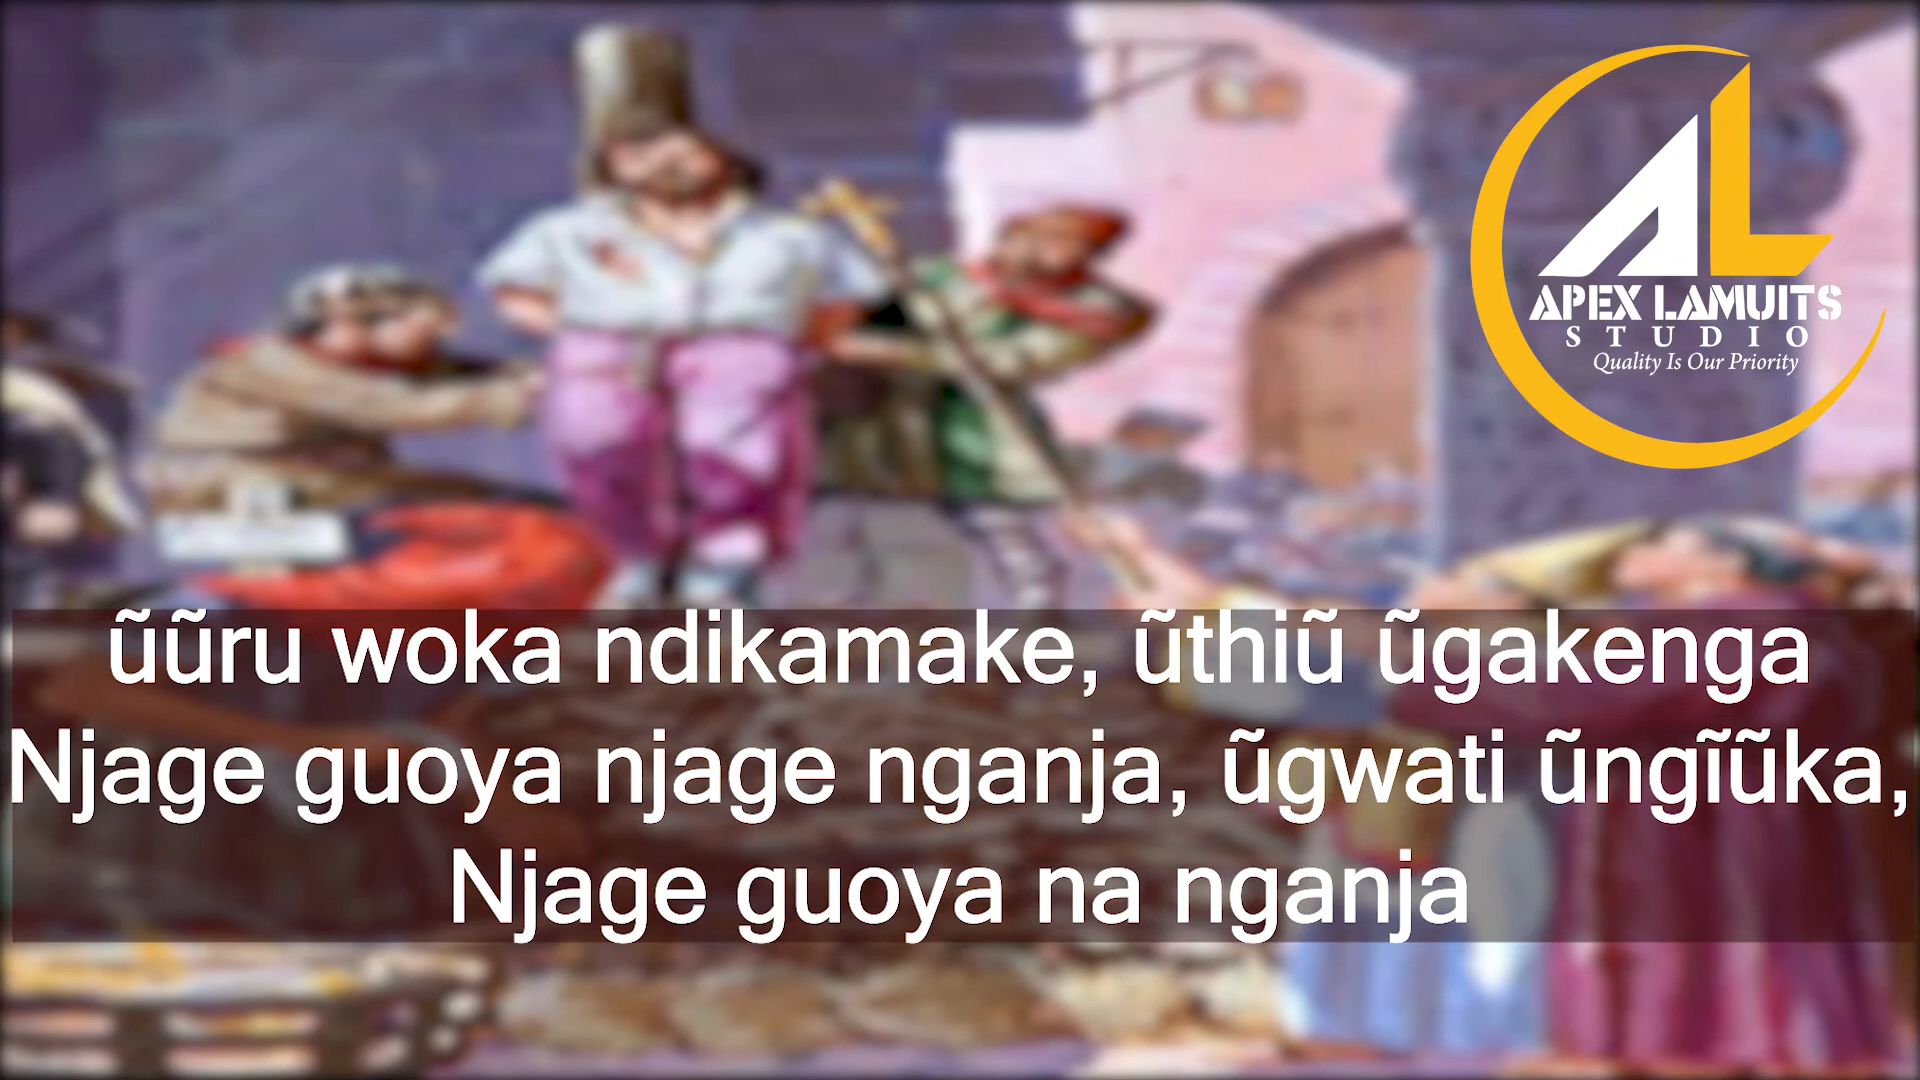 APEX LAMUITS
STUDIO
Quality Is Our Priority
ũũru woka ndikamake, ũthiũ ũgakenga
Njage guoya njage nganja, ũgwati ũngĩũka,
Njage guoya na nganja